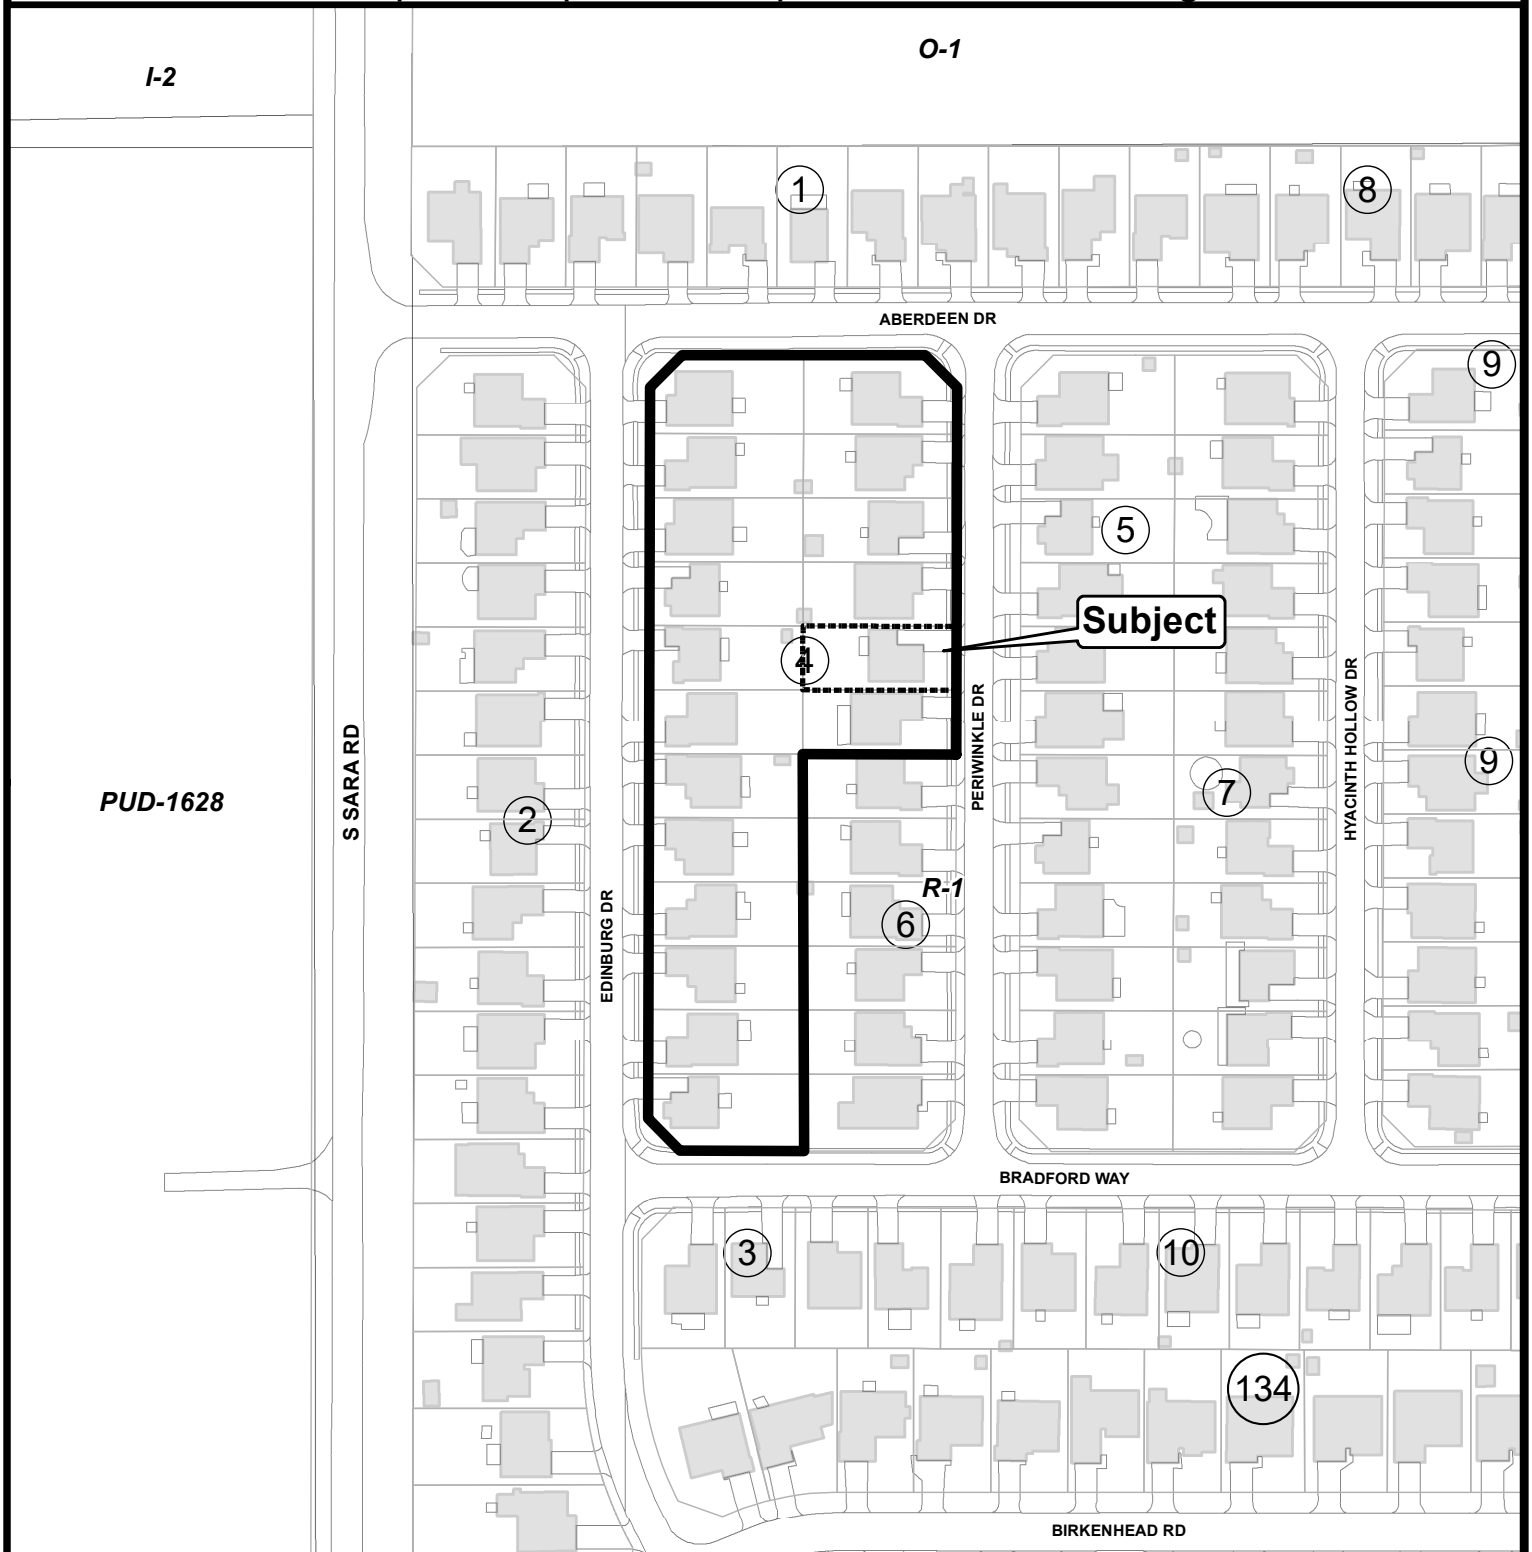 O-1
I-2
1
8
ABERDEEN DR
9
5
Subject
4
PERIWINKLE DR
HYACINTH HOLLOW DR
S SARA RD
9
7
PUD-1628
2
R-1
6
EDINBURG DR
BRADFORD WAY
3
10
134
BIRKENHEAD RD